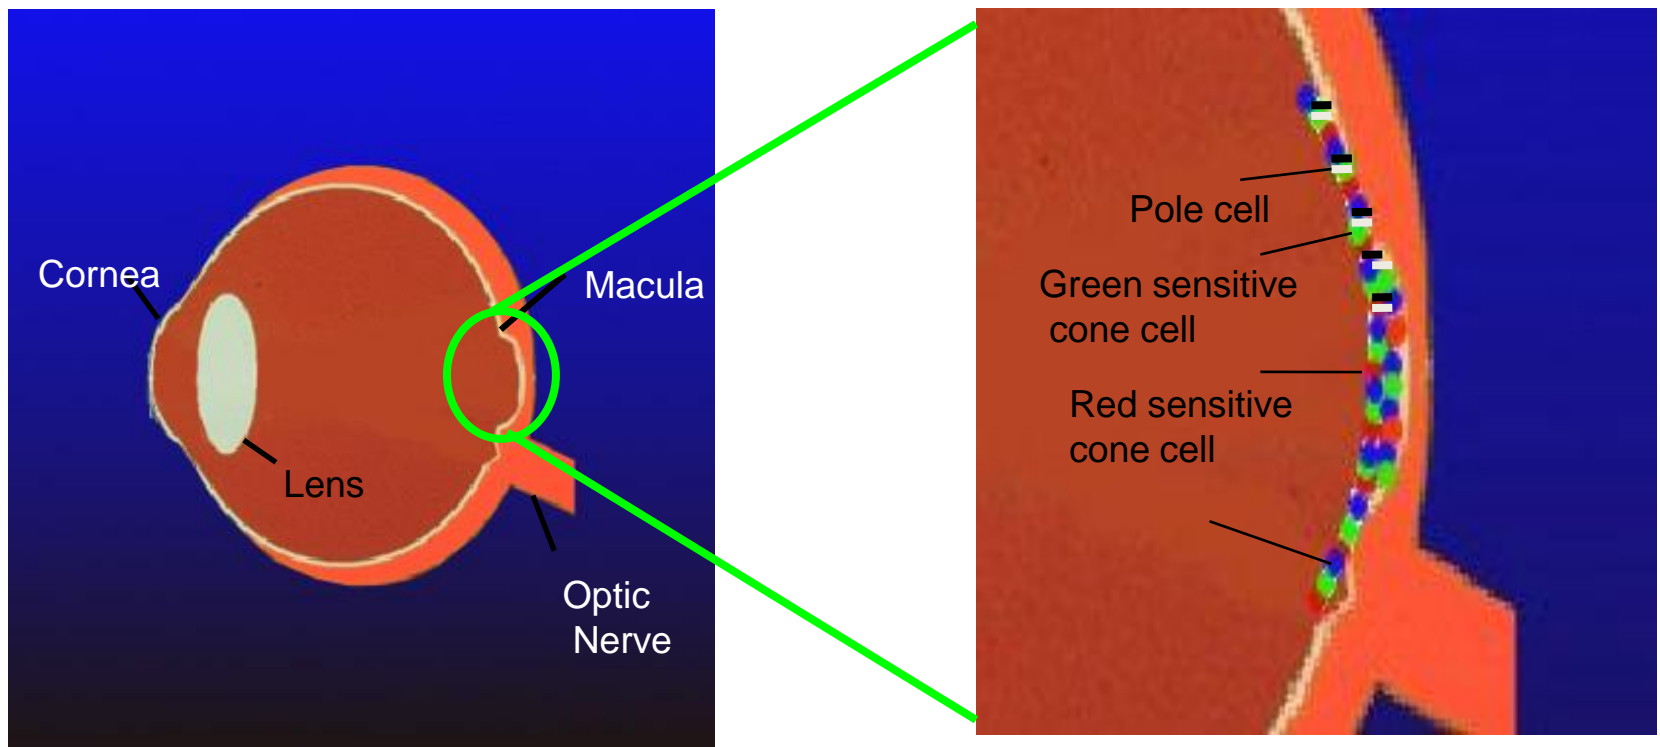 Cornea
Macula
Lens
Optic
Nerve
Pole cell
Green sensitive
cone cell
Red sensitive
cone cell